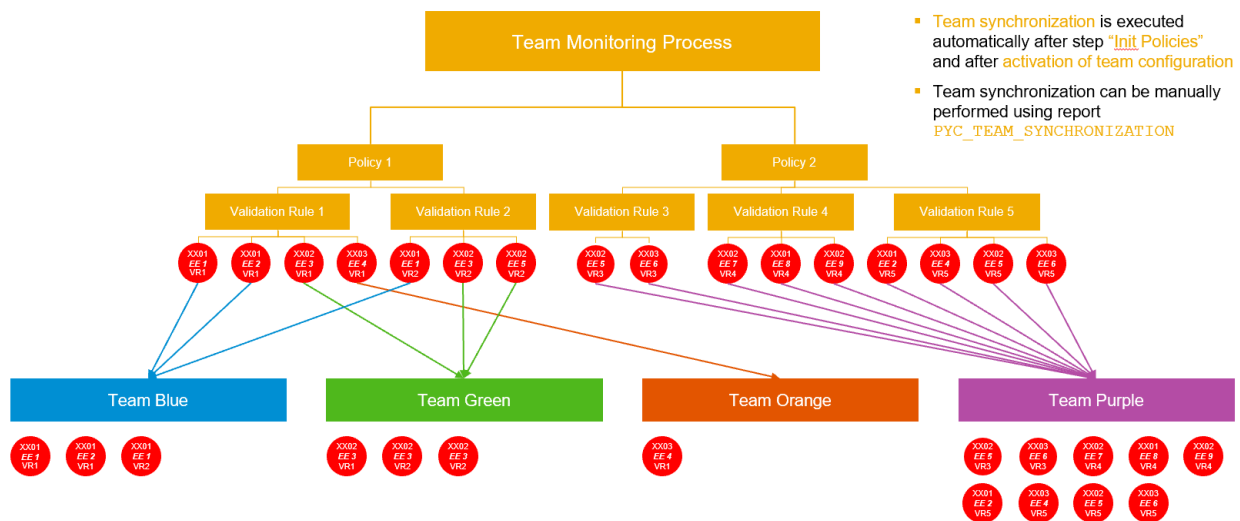 Team Monitoring Process
Team synchronization is executed
automatically after step “Init Policies”
and after activation of team configuration
Team synchronization can be manually
performed using report
PYC_TEAM_SYNCHRONIZATION
Policy 1
Policy 2
Validation Rule 1
Validation Rule 2
Validation Rule 3
Validation Rule 4
Validation Rule 5
XX01
EE 1
VR1
XX01
EE 2
VR1
XX02
EE 3
VR1
XX03
EE 4
VR1
XX01
EE 1
VR2
XX02
EE 3
VR2
XX02
EE 5
VR2
XX02
EE 5
VR3
XX03
EE 6
VR3
XX02
EE 7
VR4
XX01
EE 8
VR4
XX02
EE 9
VR4
XX01
EE 2
VR5
XX03
EE 4
VR5
XX02
EE 5
VR5
XX03
EE 6
VR5
Team Blue
Team Green
Team Orange
Team Purple
XX01
EE 1
VR1
XX01
EE 2
VR1
XX01
EE 1
VR2
XX02
EE 3
VR1
XX02
EE 3
VR2
XX02
EE 3
VR2
XX03
EE 4
VR1
XX02
EE 5
VR3
XX03
EE 6
VR3
XX02
EE 7
VR4
XX01
EE 8
VR4
XX02
EE 9
VR4
XX01
EE 2
VR5
XX03
EE 4
VR5
XX02
EE 5
VR5
XX03
EE 6
VR5